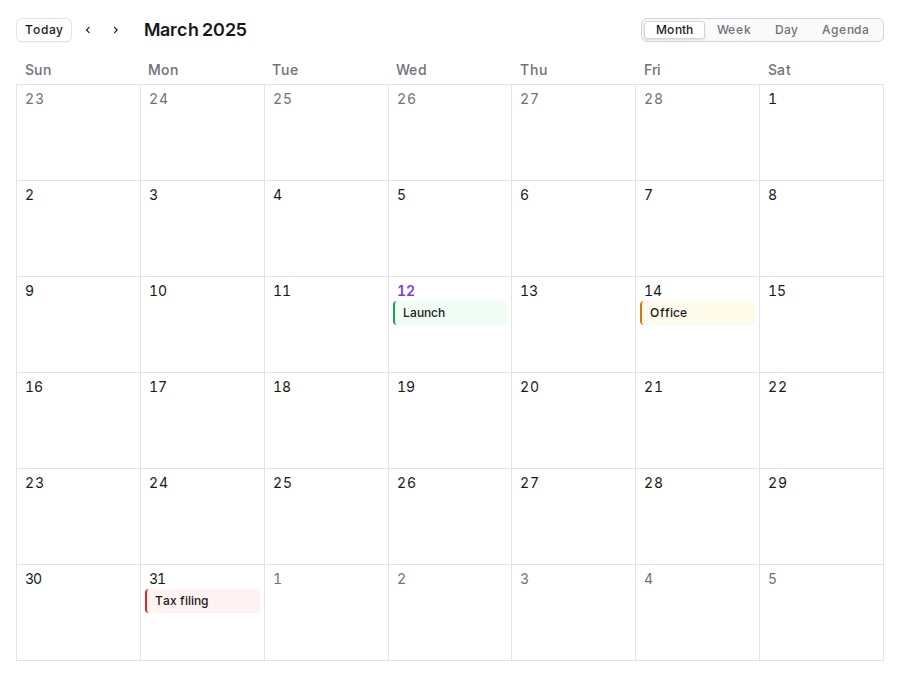 Today ‹ › March 2025 Month Week Day Agenda
Sun Mon Tue Wed Thu Fri Sat
23 24 25 26 27 28 1
2 3 4 5 6 7 8
9 10 11 12 13 14 15
Launch Office
16 17 18 19 20 21 22
23 24 25 26 27 28 29
30 31 1 2 3 4 5
Tax filing